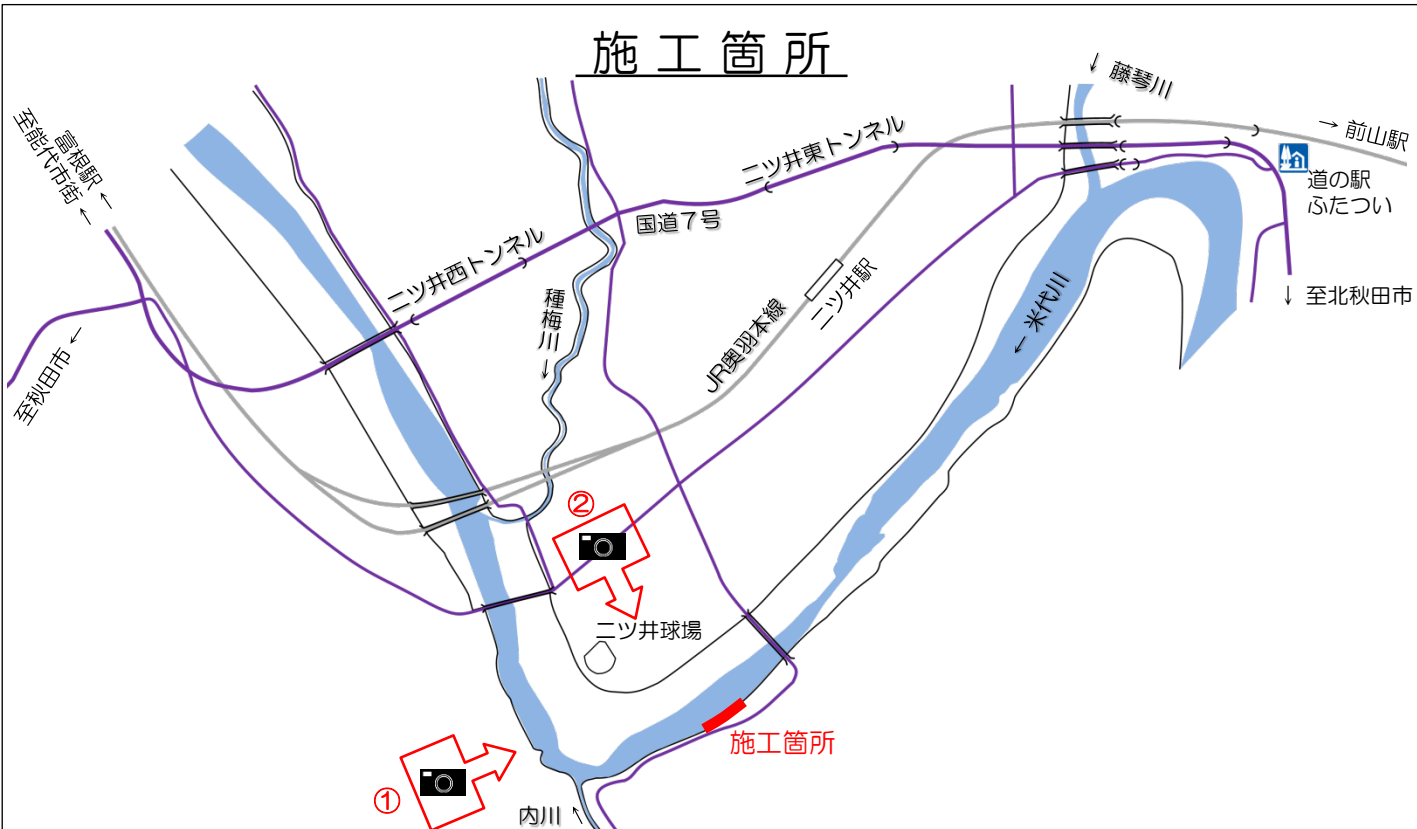 施工箇所
↓ 藤琴川
→ 前山駅
富根駅 ←
至能代市街 ←
二ツ井東トンネル
道の駅
ふたつい
国道７号
二ツ井西トンネル
種梅川 ↓
二ツ井駅
JR奥羽本線
← 米代川
↓ 至北秋田市
至秋田市 ←
②
二ツ井球場
施工箇所
①
内川 ↑